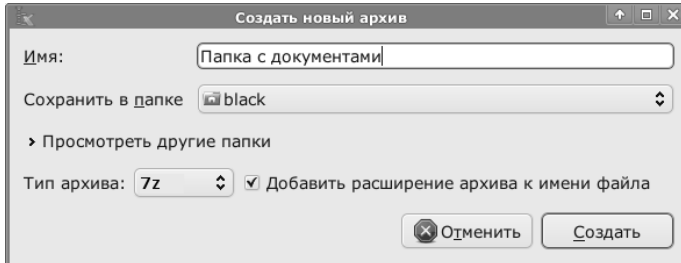 Создать новый архив
Имя: Папка с документами
Сохранить в папке black
Просмотреть другие папки
Тип архива: 7z Добавить расширение архива к имени файла
Отменить Создать